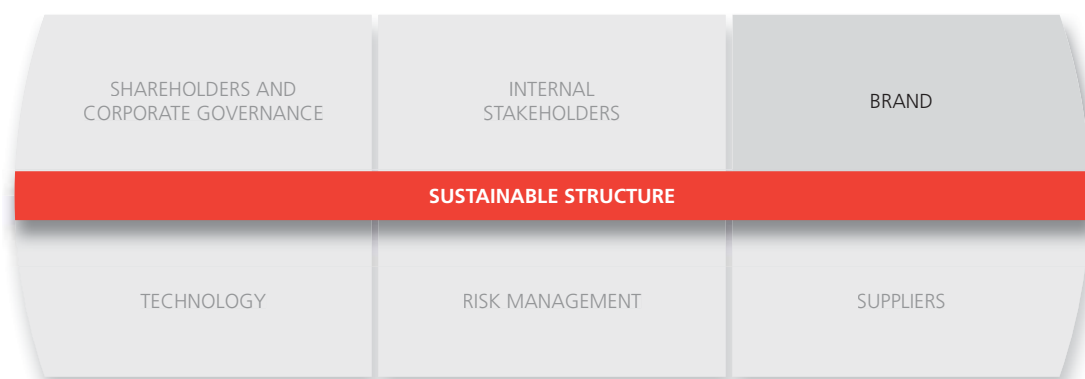 SHAREHOLDERS AND
CORPORATE GOVERNANCE
INTERNAL
STAKEHOLDERS
BRAND
SUSTAINABLE STRUCTURE
TECHNOLOGY
RISK MANAGEMENT
SUPPLIERS